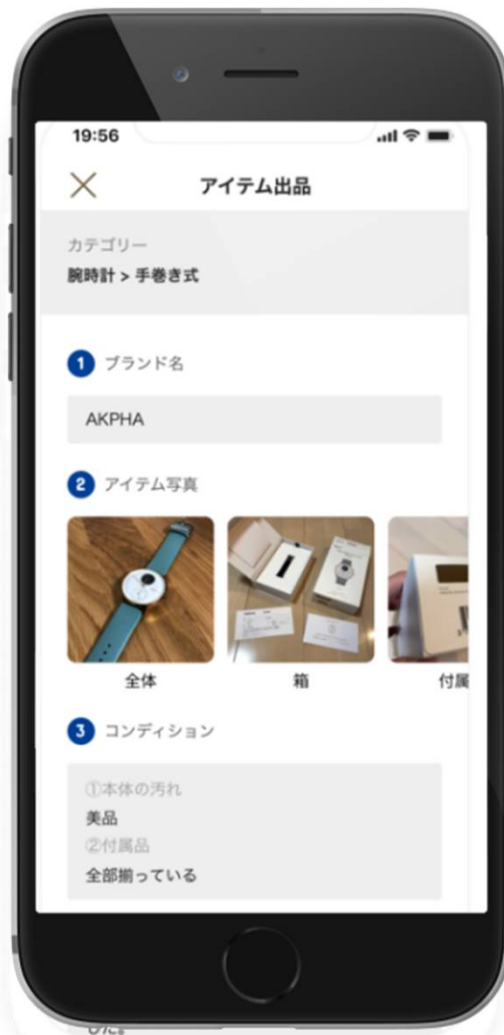 19:56
アイテム出品
カテゴリー
腕時計 > 手巻き式
1 ブランド名
AKPHA
2 アイテム写真
全体
箱
付属
3 コンディション
①本体の汚れ
美品
②付属品
全部揃っている
した。